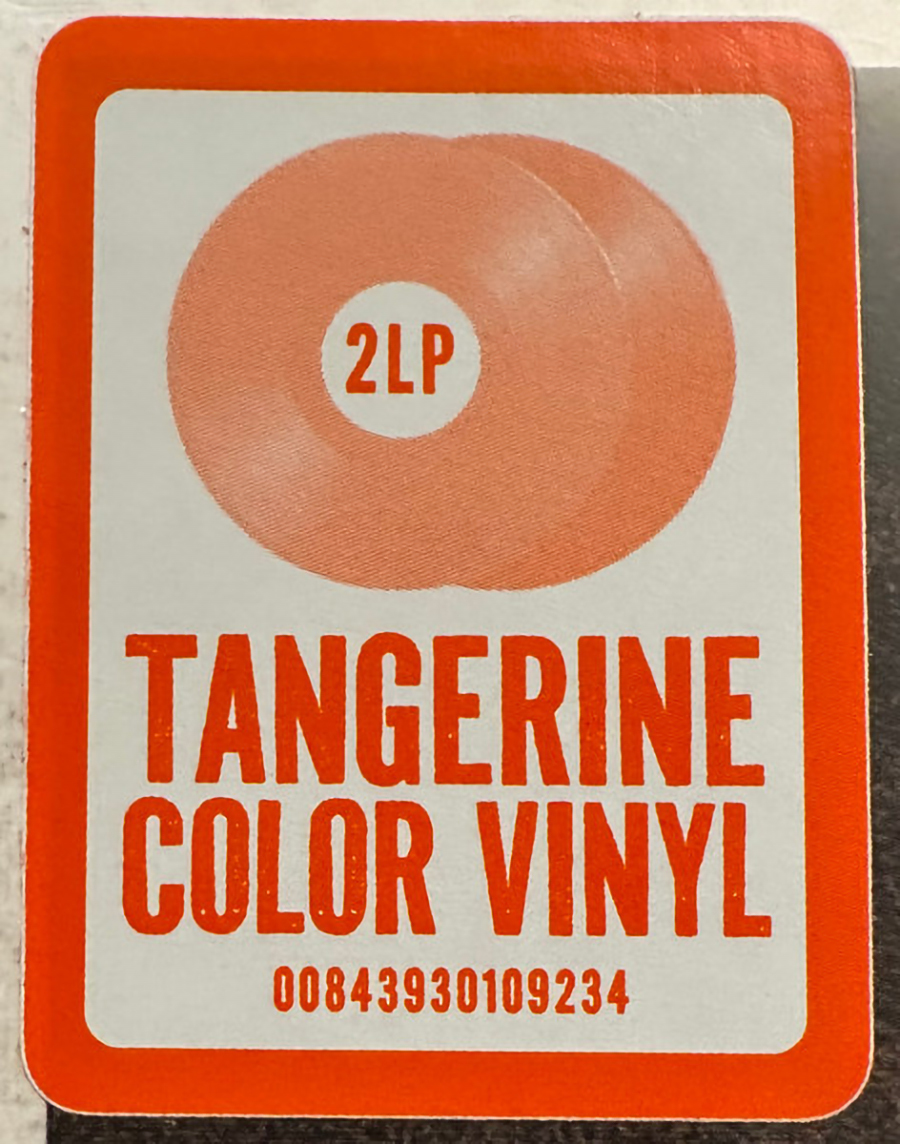 2LP
TANGERINE
COLOR VINYL
00843930109234